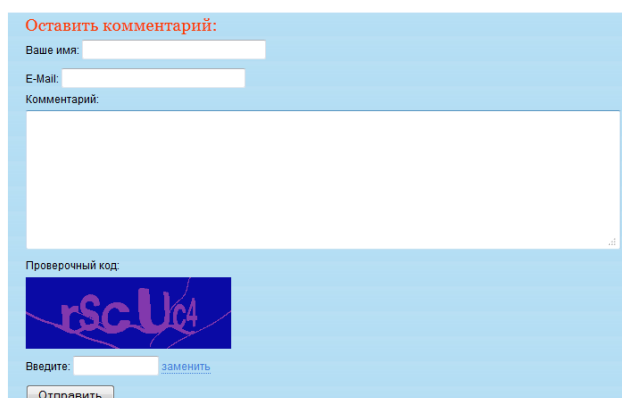 Оставить комментарий:
Ваше имя:
E-Mail:
Комментарий:
Проверочный код:
rScUc4
Введите: заменить
Отправить